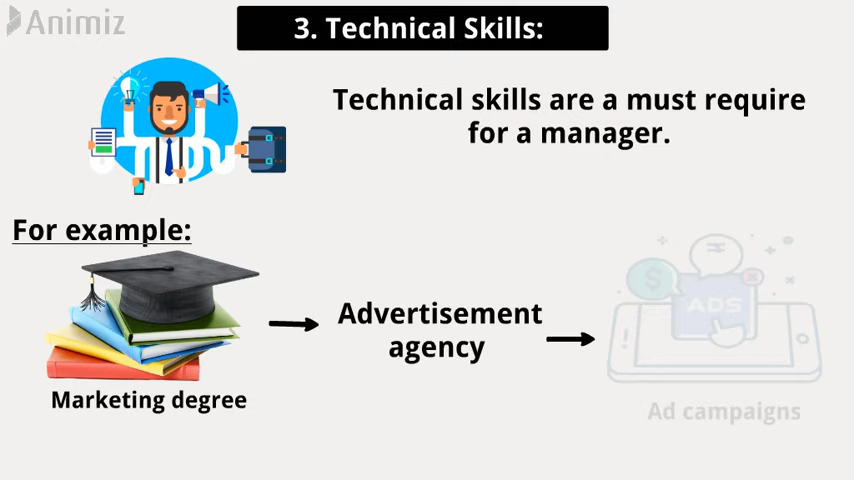 Animiz
3. Technical Skills:
Technical skills are a must require
for a manager.
For example:
Advertisement
agency
Marketing degree
$
ADS
Ad campaigns